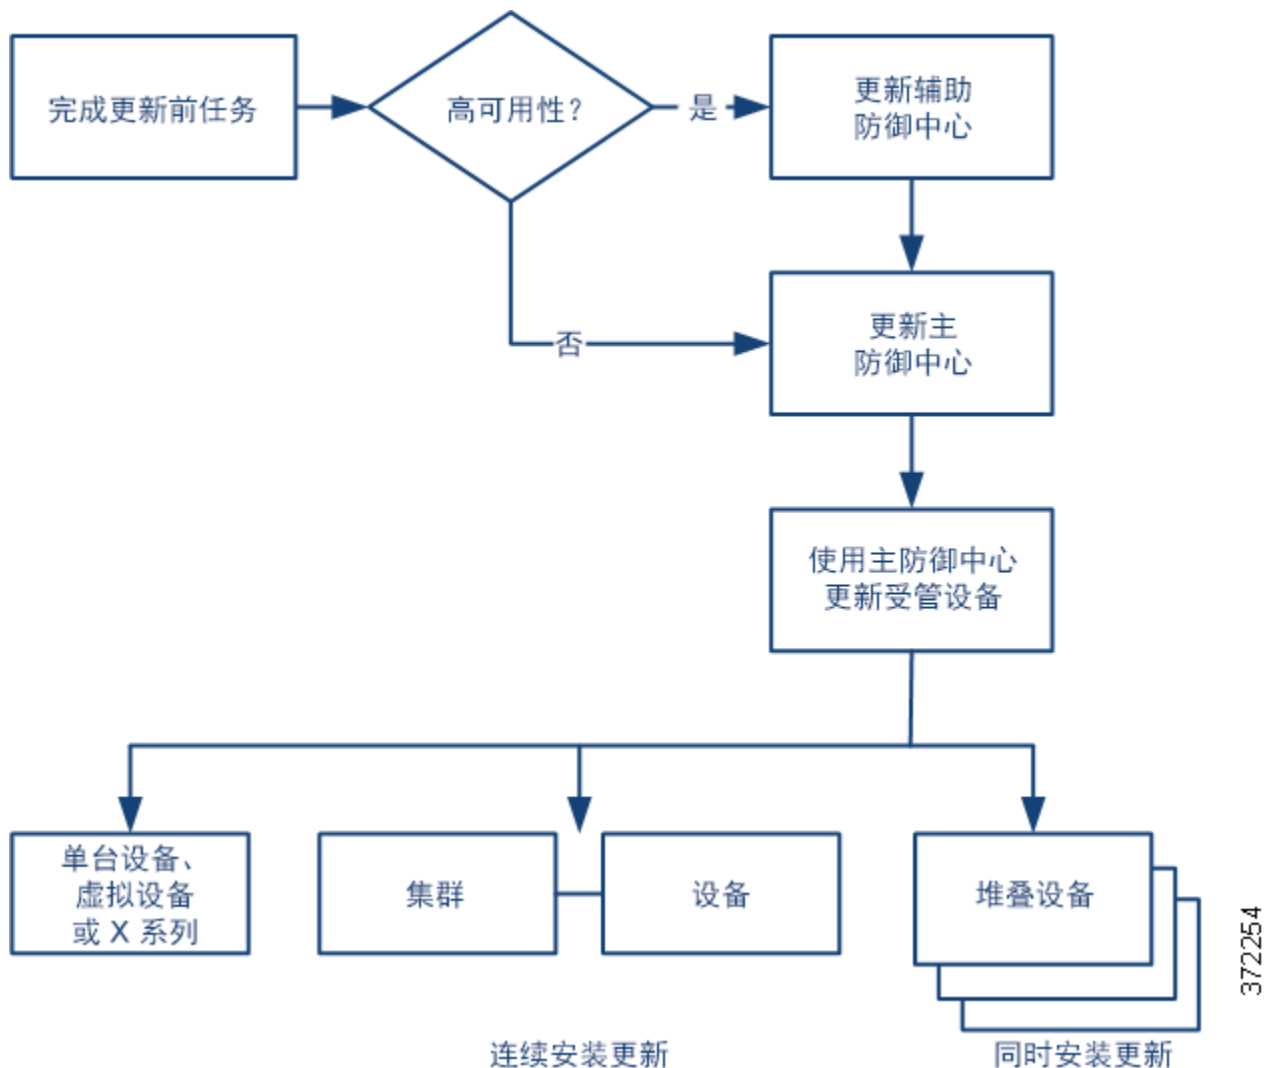 完成更新前任务
高可用性?
是
更新辅助
防御中心
否
更新主
防御中心
使用主防御中心
更新受管设备
单台设备、
虚拟设备
或 X 系列
集群
设备
堆叠设备
连续安装更新
同时安装更新
372254